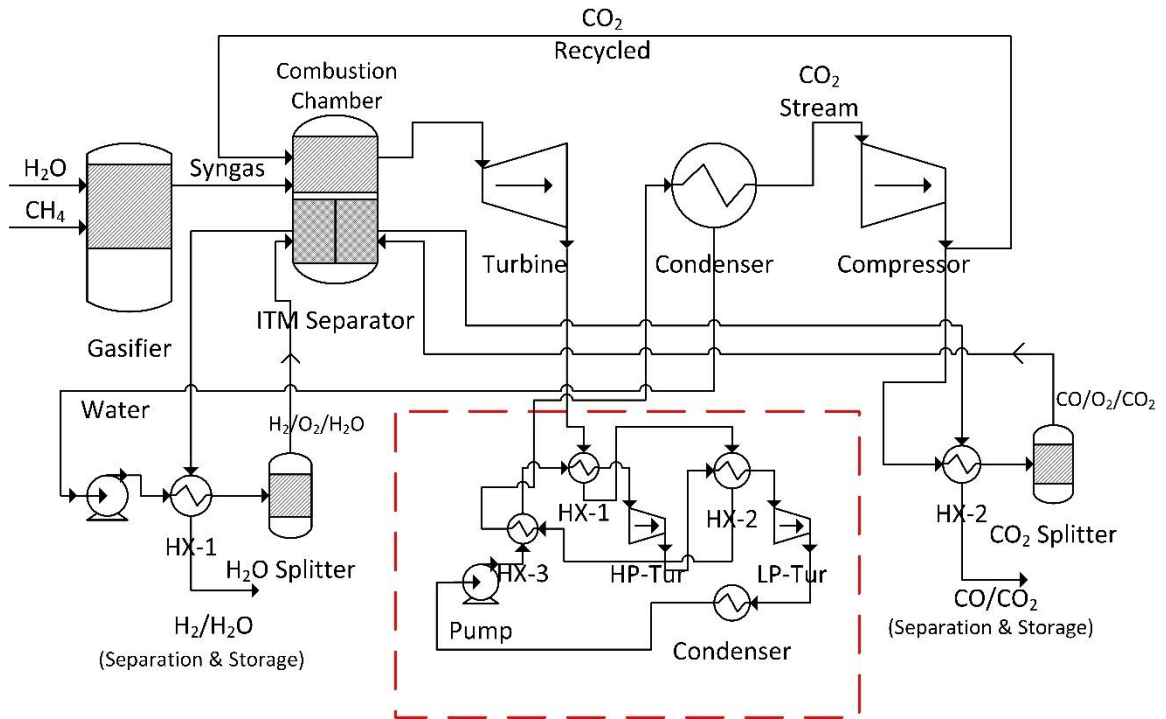 CO₂
Recycled
Combustion
Chamber
CO₂
Stream
H₂O
Syngas
CH₄
Turbine
Condenser
Compressor
ITM Separator
Gasifier
Water
H₂/O₂/H₂O
CO/O₂/CO₂
HX-1
HX-2
HX-1
HX-3
HP-Tur
LP-Tur
HX-2
CO₂ Splitter
H₂O Splitter
Pump
Condenser
H₂/H₂O
(Separation & Storage)
CO/CO₂
(Separation & Storage)